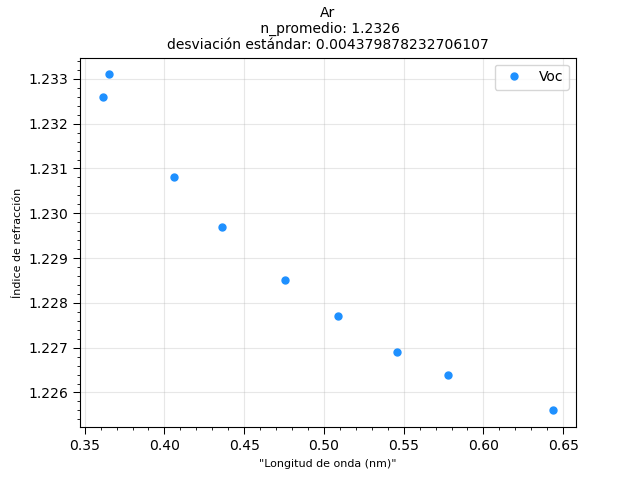 Ar
n_promedio: 1.2326
desviación estándar: 0.004379878232706107
Voc
1.233
1.232
1.231
1.230
1.229
1.228
1.227
1.226
Índice de refracción
0.35 0.40 0.45 0.50 0.55 0.60 0.65
"Longitud de onda (nm)"